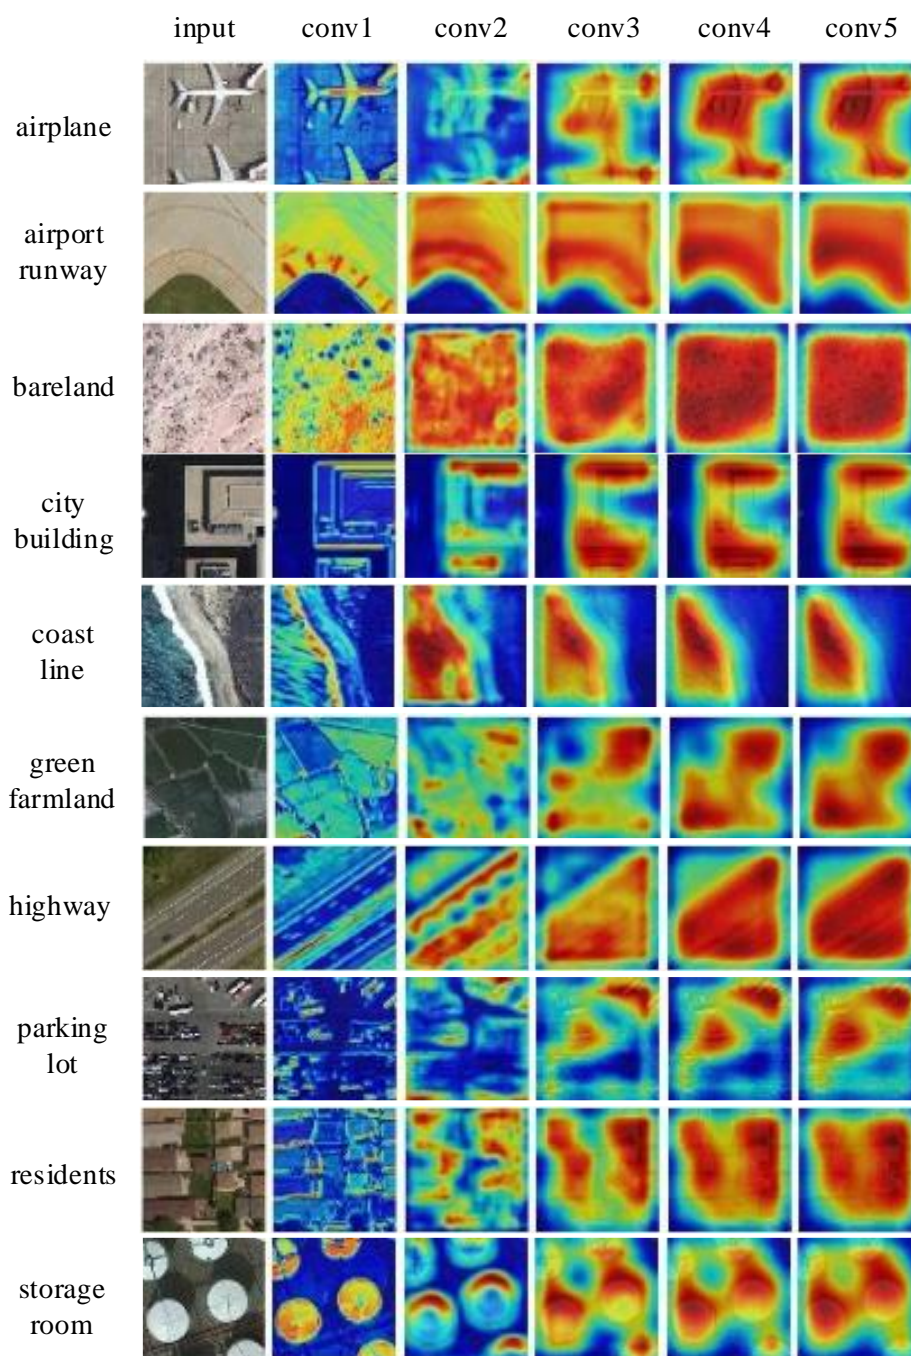 input conv1 conv2 conv3 conv4 conv5
airplane
airport
runway
bareland
city
building
coast
line
green
farmland
highway
parking
lot
residents
storage
room